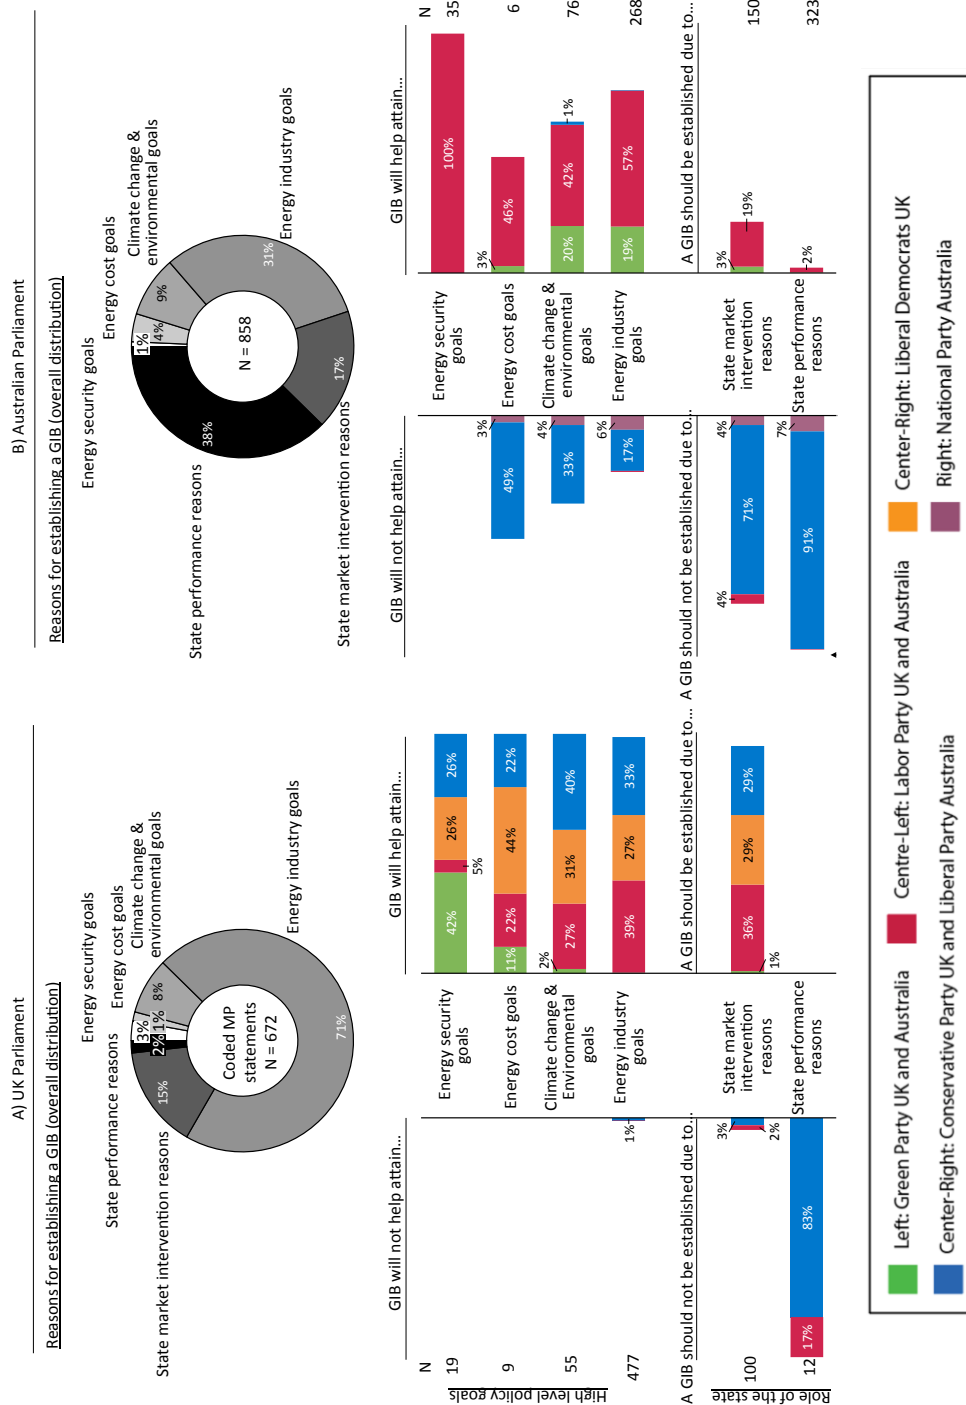 A) UK Parliament
Reasons for establishing a GIB (overall distribution)
Energy security goals
Energy cost goals
Climate change &
environmental goals
Energy industry goals
State market intervention reasons
State performance reasons
3%
1%
8%
71%
15%
2%
Coded MP
statements
N = 672
GIB will not help attain...
GIB will help attain...
N
High level policy goals
19
Energy security
goals
42%
5%
26%
26%
9
Energy cost goals
11%
22%
44%
22%
55
Climate change &
Environmental
goals
2%
27%
31%
40%
477
1%
Energy industry
goals
39%
27%
33%
A GIB should not be established due to...
A GIB should be established due to...
Role of the state
100
3%
2%
State market
intervention
reasons
1%
36%
29%
29%
12
17%
83%
State performance
reasons
B) Australian Parliament
Reasons for establishing a GIB (overall distribution)
Energy security goals
Energy cost goals
Climate change &
environmental goals
Energy industry goals
State market intervention reasons
State performance reasons
1%
4%
9%
31%
17%
38%
N = 858
GIB will not help attain...
GIB will help attain...
N
Energy security
goals
100%
35
49%
3%
Energy cost goals
3%
46%
6
33%
4%
Climate change &
environmental
goals
20%
42%
1%
76
17%
6%
Energy industry
goals
19%
57%
268
A GIB should not be established due to...
A GIB should be established due to...
4%
71%
4%
State market
intervention
reasons
3%
19%
150
91%
7%
State performance
reasons
2%
323
Left: Green Party UK and Australia
Centre-Left: Labor Party UK and Australia
Center-Right: Liberal Democrats UK
Center-Right: Conservative Party UK and Liberal Party Australia
Right: National Party Australia